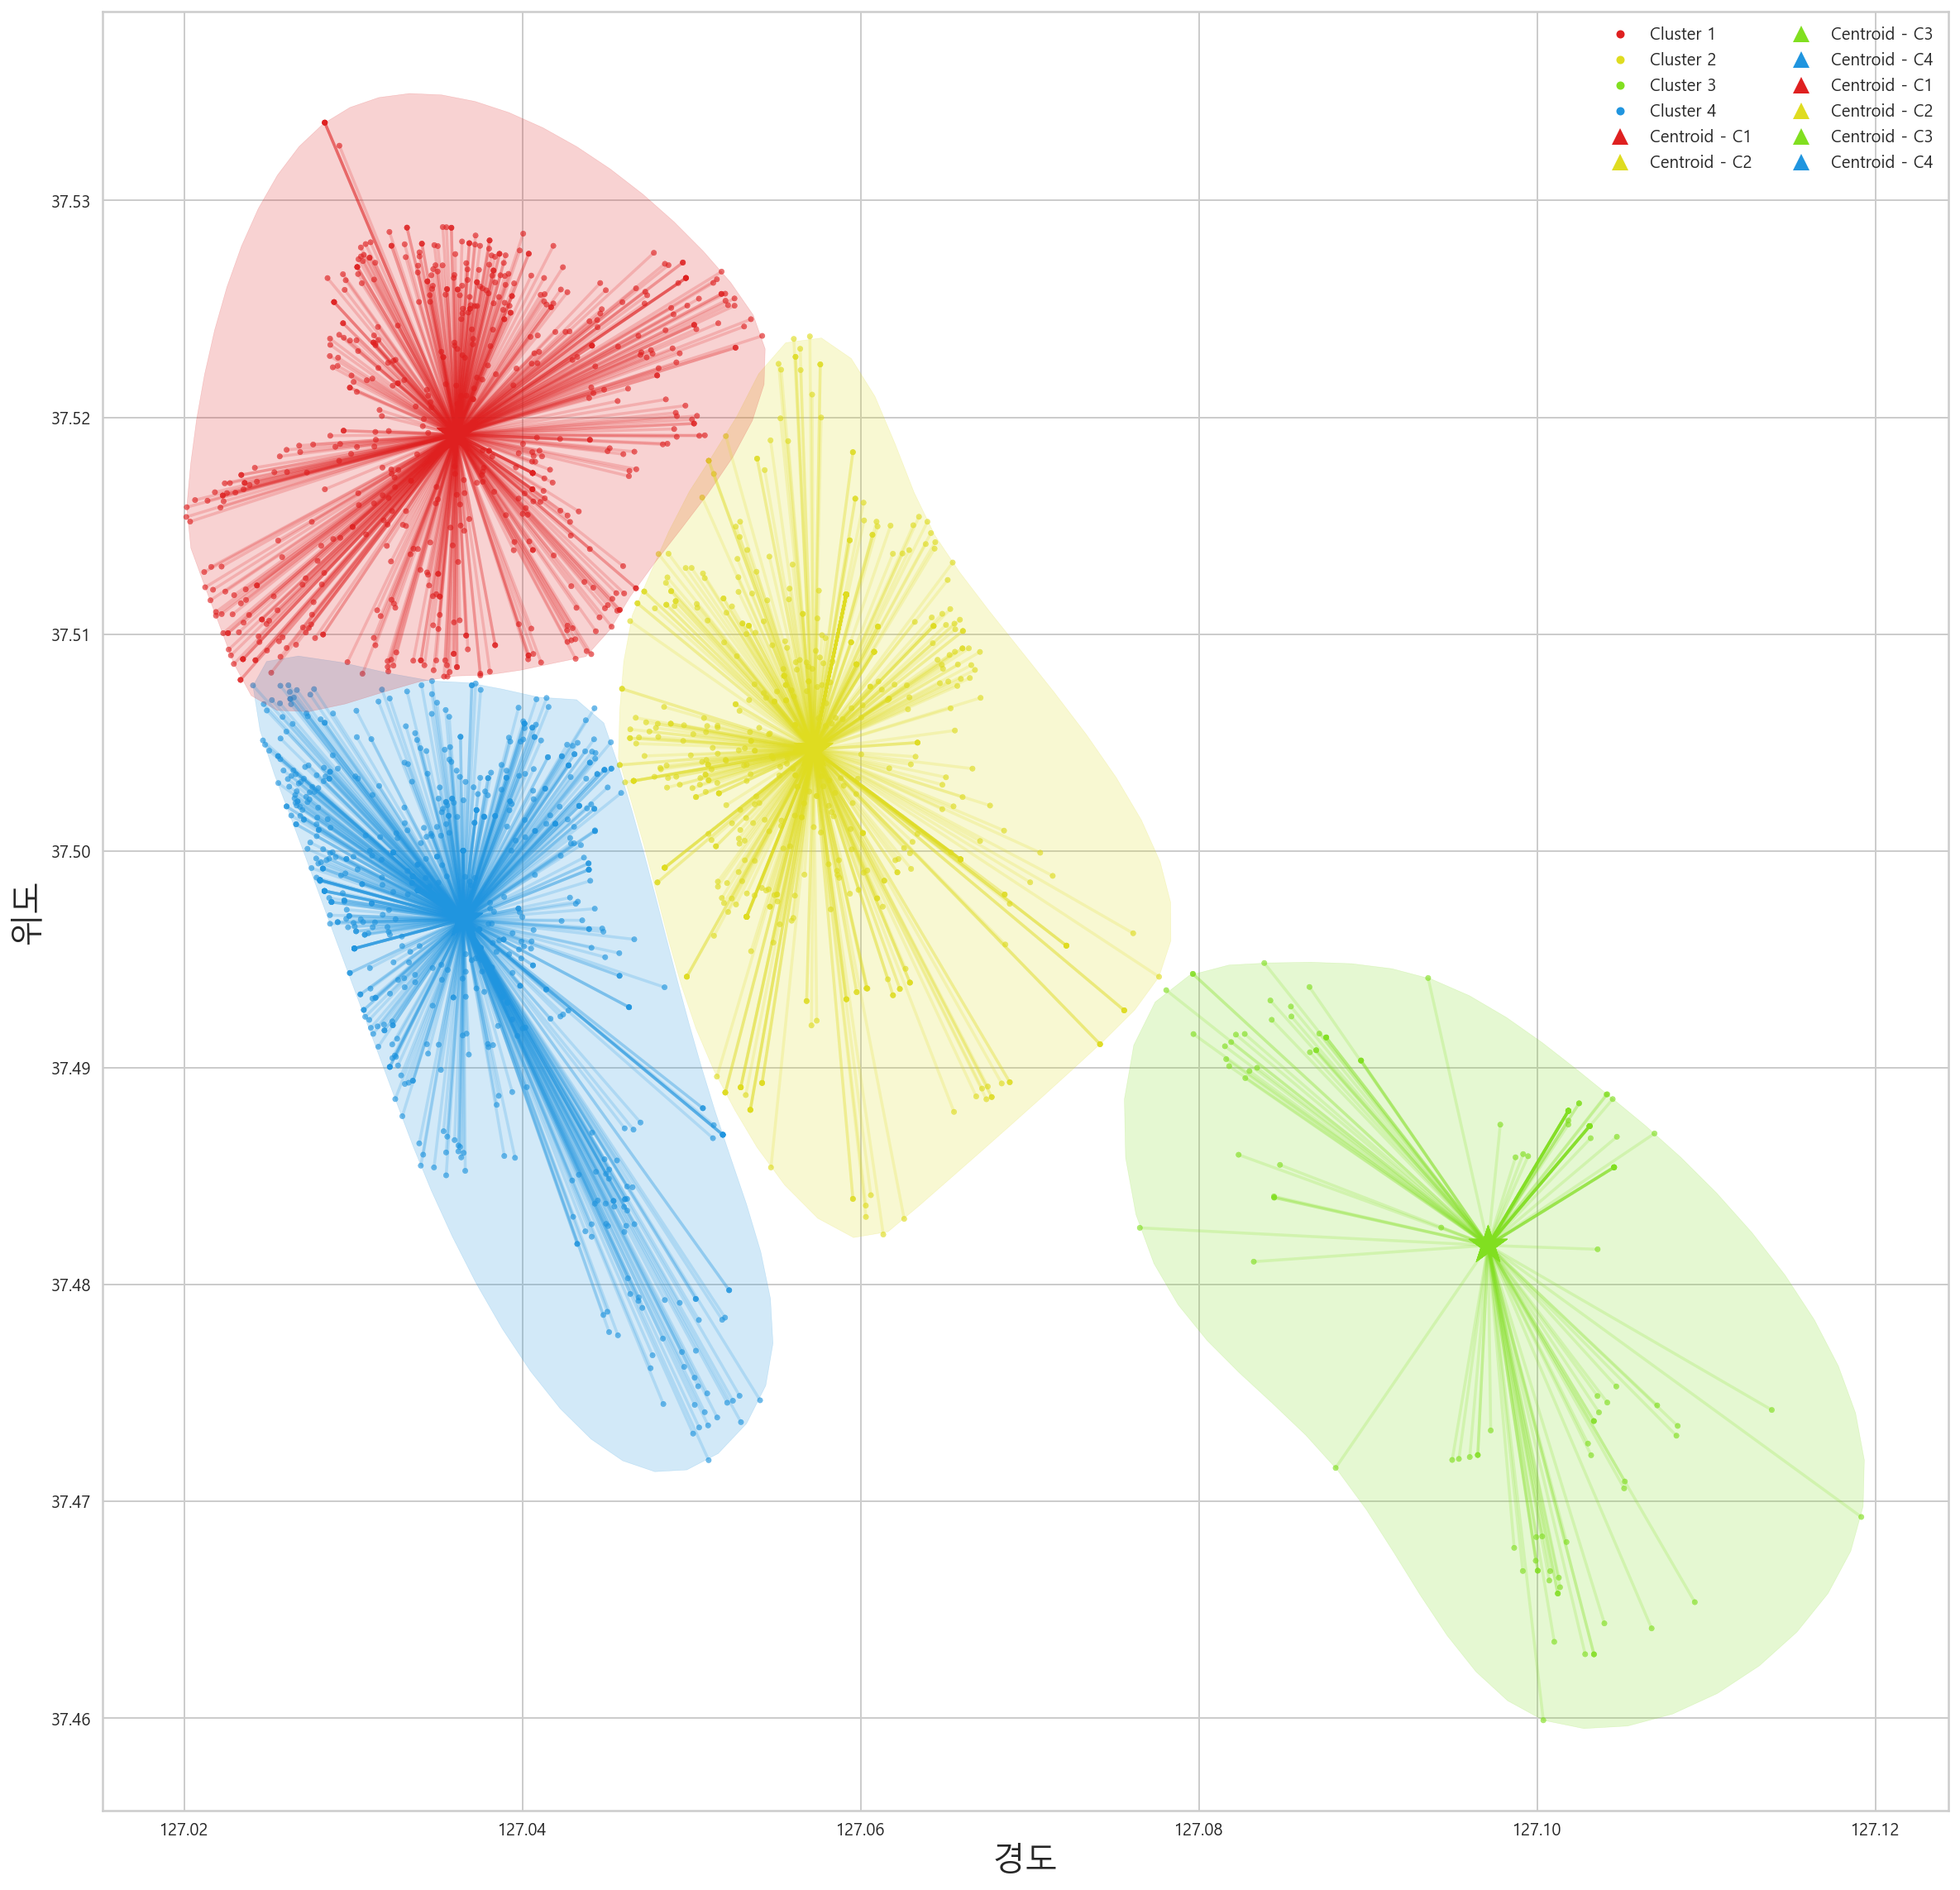 Cluster 1
Cluster 2
Cluster 3
Cluster 4
Centroid - C1
Centroid - C2
Centroid - C3
Centroid - C4
Centroid - C1
Centroid - C2
Centroid - C3
Centroid - C4
37.53
37.52
37.51
37.50
37.49
37.48
37.47
37.46
위도
127.02
127.04
127.06
127.08
127.10
127.12
경도